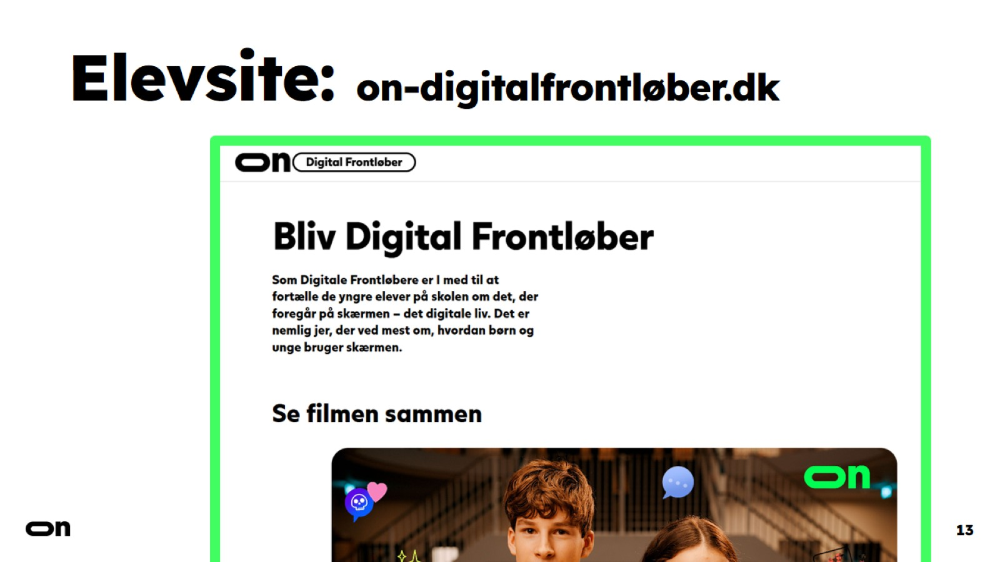 Elevsite: on-digitalfrontløber.dk
on Digital Frontløber
Bliv Digital Frontløber
Som Digitale Frontløbere er I med til at
fortælle de yngre elever på skolen om det, der
foregår på skærmen – det digitale liv. Det er
nemlig jer, der ved mest om, hvordan børn og
unge bruger skærmen.
Se filmen sammen
on
on
13